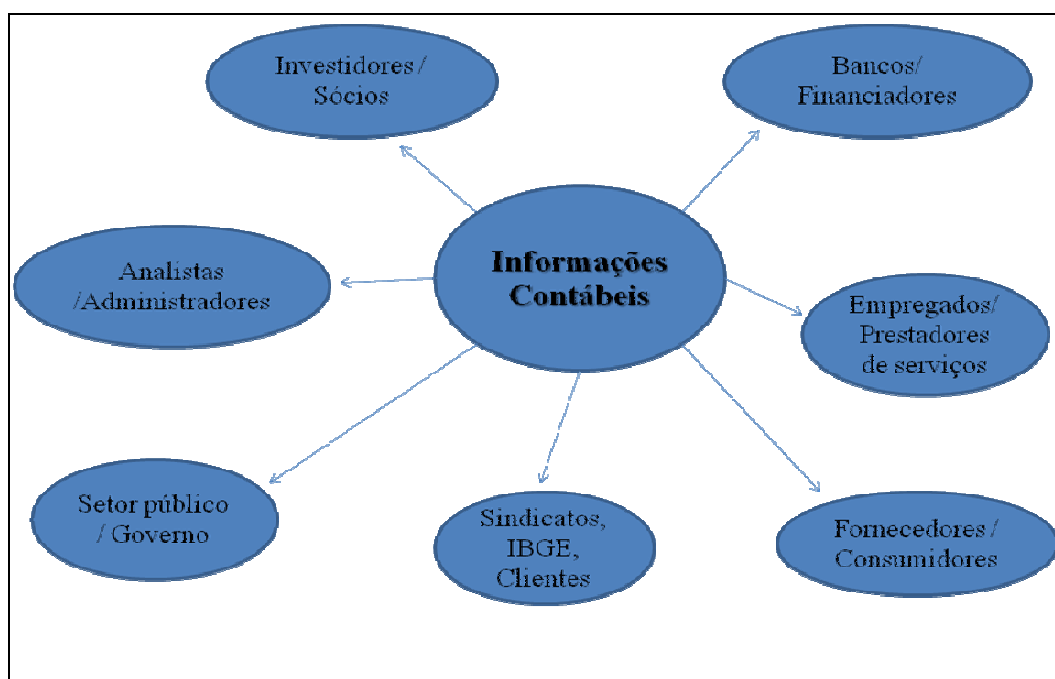 Investidores /
Sócios
Bancos/
Financiadores
Informações
Contábeis
Analistas
/Administradores
Empregados/
Prestadores
de serviços
Setor público
/ Governo
Sindicatos,
IBGE,
Clientes
Fornecedores /
Consumidores